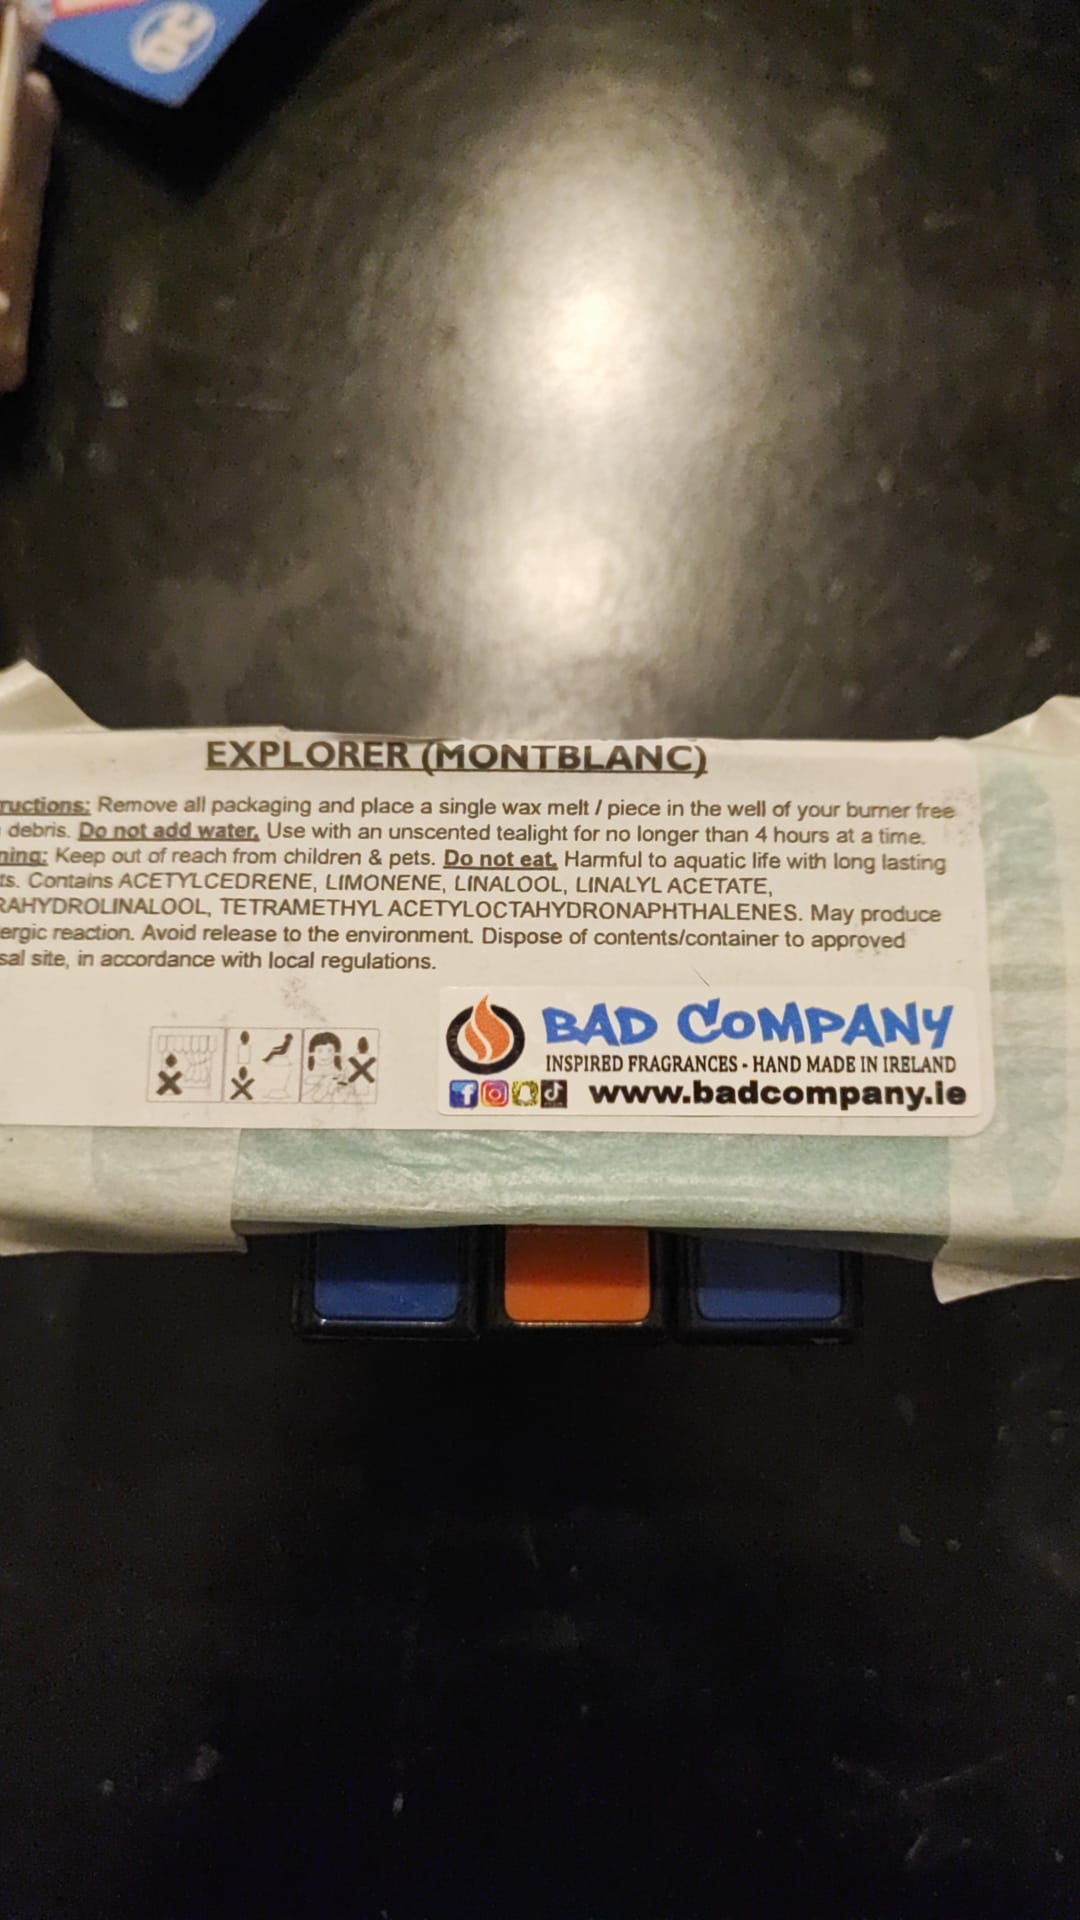 DC
EXPLORER (MONTBLANC)
ructions: Remove all packaging and place a single wax melt / piece in the well of your burner free
debris. Do not add water. Use with an unscented tealight for no longer than 4 hours at a time.
ning: Keep out of reach from children & pets. Do not eat. Harmful to aquatic life with long lasting
ts. Contains ACETYLCEDRENE, LIMONENE, LINALOOL, LINALYL ACETATE,
RAHYDROLINALOOL, TETRAMETHYL ACETYLOCTAHYDRONAPHTHALENES. May produce
ergic reaction. Avoid release to the environment. Dispose of contents/container to approved
sal site, in accordance with local regulations.
BAD COMPANY
INSPIRED FRAGRANCES - HAND MADE IN IRELAND
www.badcompany.ie